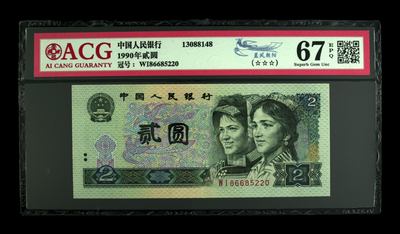 ACG
AI CANG GUARANTY
中国人民银行 13088148
1990年贰圆
冠号：WI86685220
(☆☆☆)
67 EPQ
Superb Gem Unc
中国人民银行
2
贰圆
WI86685220
2
2